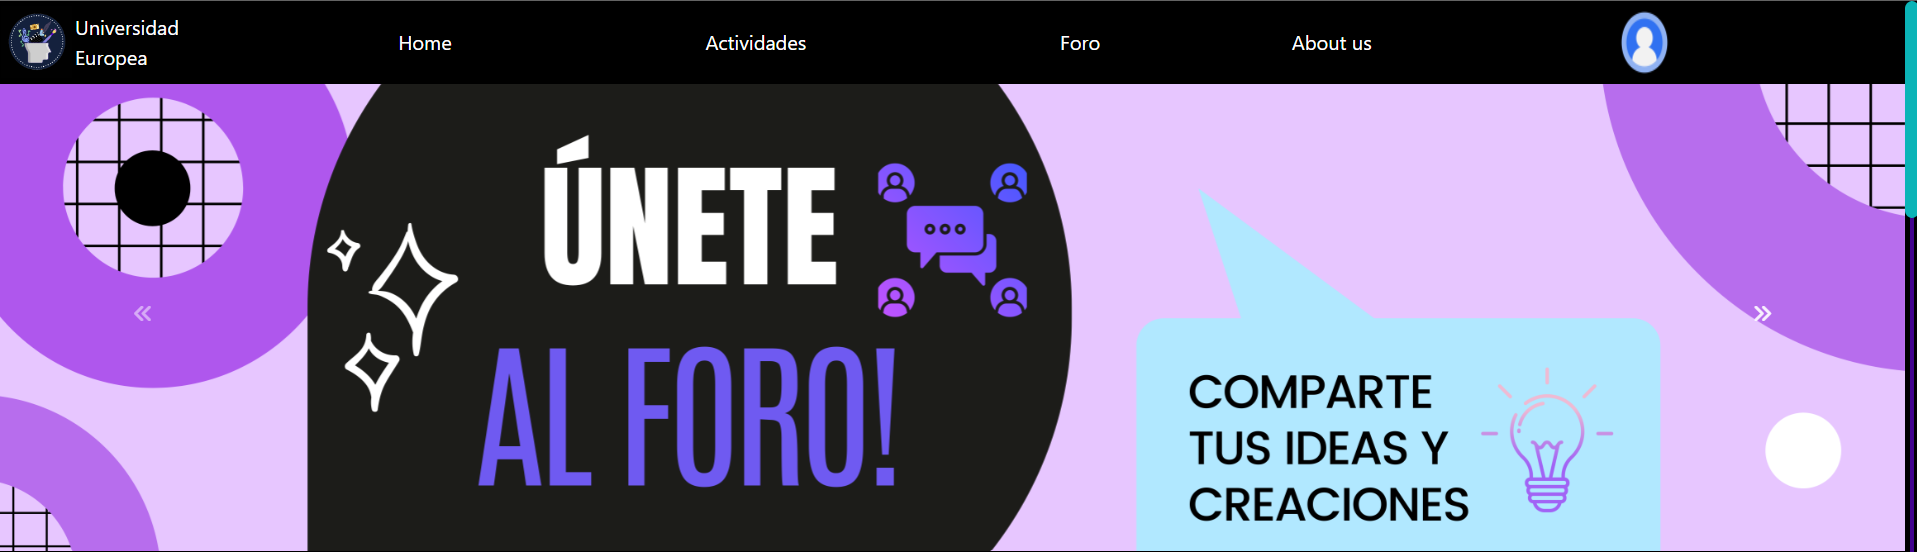 Universidad
Europea
Home
Actividades
Foro
About us
ÚNETE
AL FORO!
COMPARTE
TUS IDEAS Y
CREACIONES